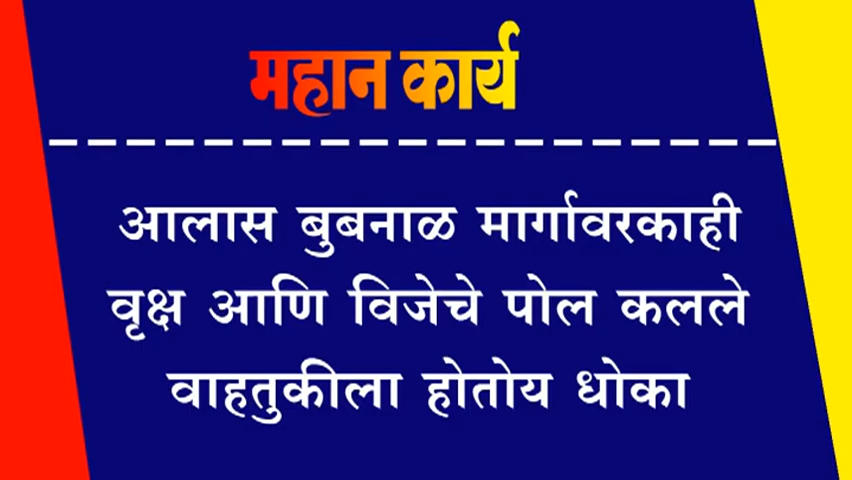 महान कार्य
आलास बुबनाळ मार्गावरकाही
वृक्ष आणि विजेचे पोल कलले
वाहतुकीला होतोय धोका